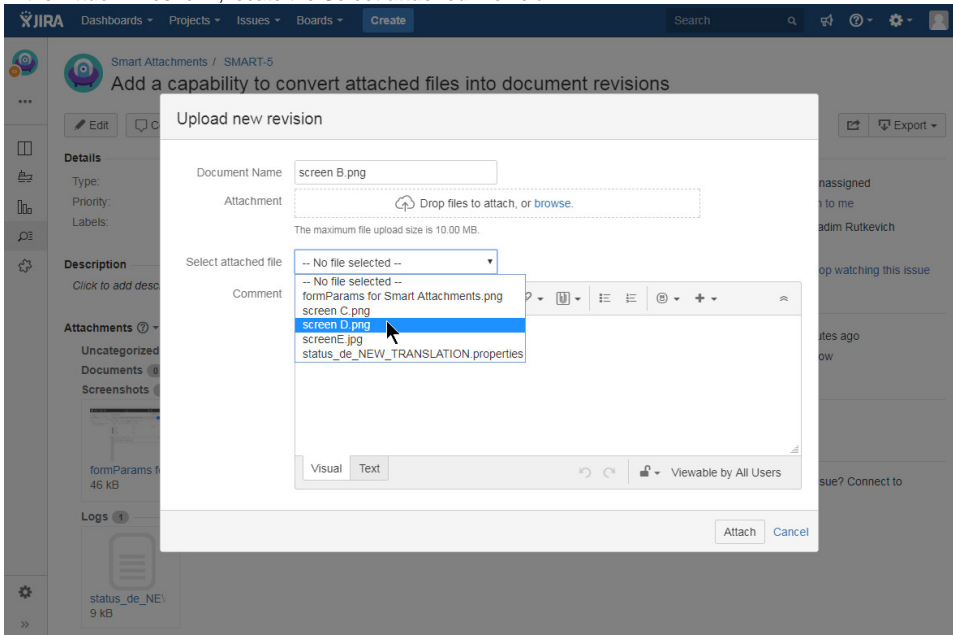 JIRA Dashboards Projects Issues Boards Create Search
Smart Attachments / SMART-5
Add a capability to convert attached files into document revisions
Edit
Export
Upload new revision
Details
Type:
Priority:
Labels:
Document Name screen B.png
Attachment Drop files to attach, or browse.
The maximum file upload size is 10.00 MB.
Select attached file -- No file selected --
-- No file selected --
formParams for Smart Attachments.png
screen C.png
screen D.png
screenE.jpg
status_de_NEW_TRANSLATION.properties
Comment
Visual Text
Viewable by All Users
Attach Cancel
Description
Click to add desc
Attachments
Uncategorized
Documents 0
Screenshots
formParams f
46 kB
Logs 1
status_de_NE
9 kB
nassigned
to me
adim Rutkevich
op watching this issue
utes ago
ow
sue? Connect to